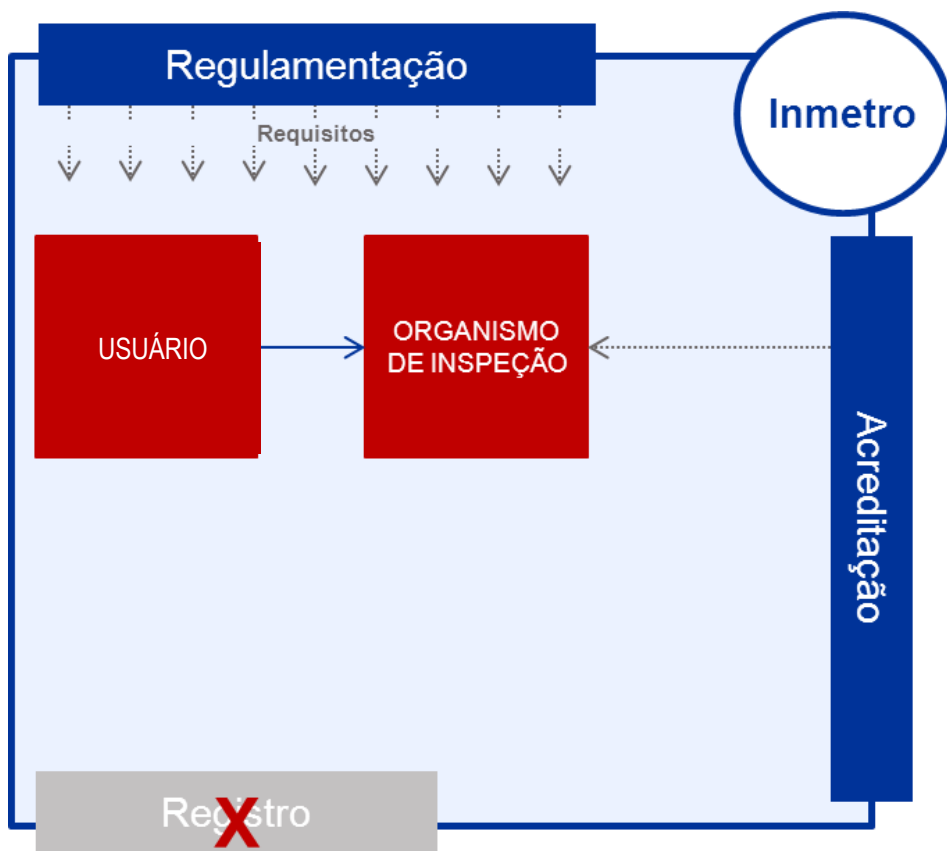 Regulamentação
Inmetro
Requisitos
USUÁRIO
ORGANISMO
DE INSPEÇÃO
Acreditação
Registro
X